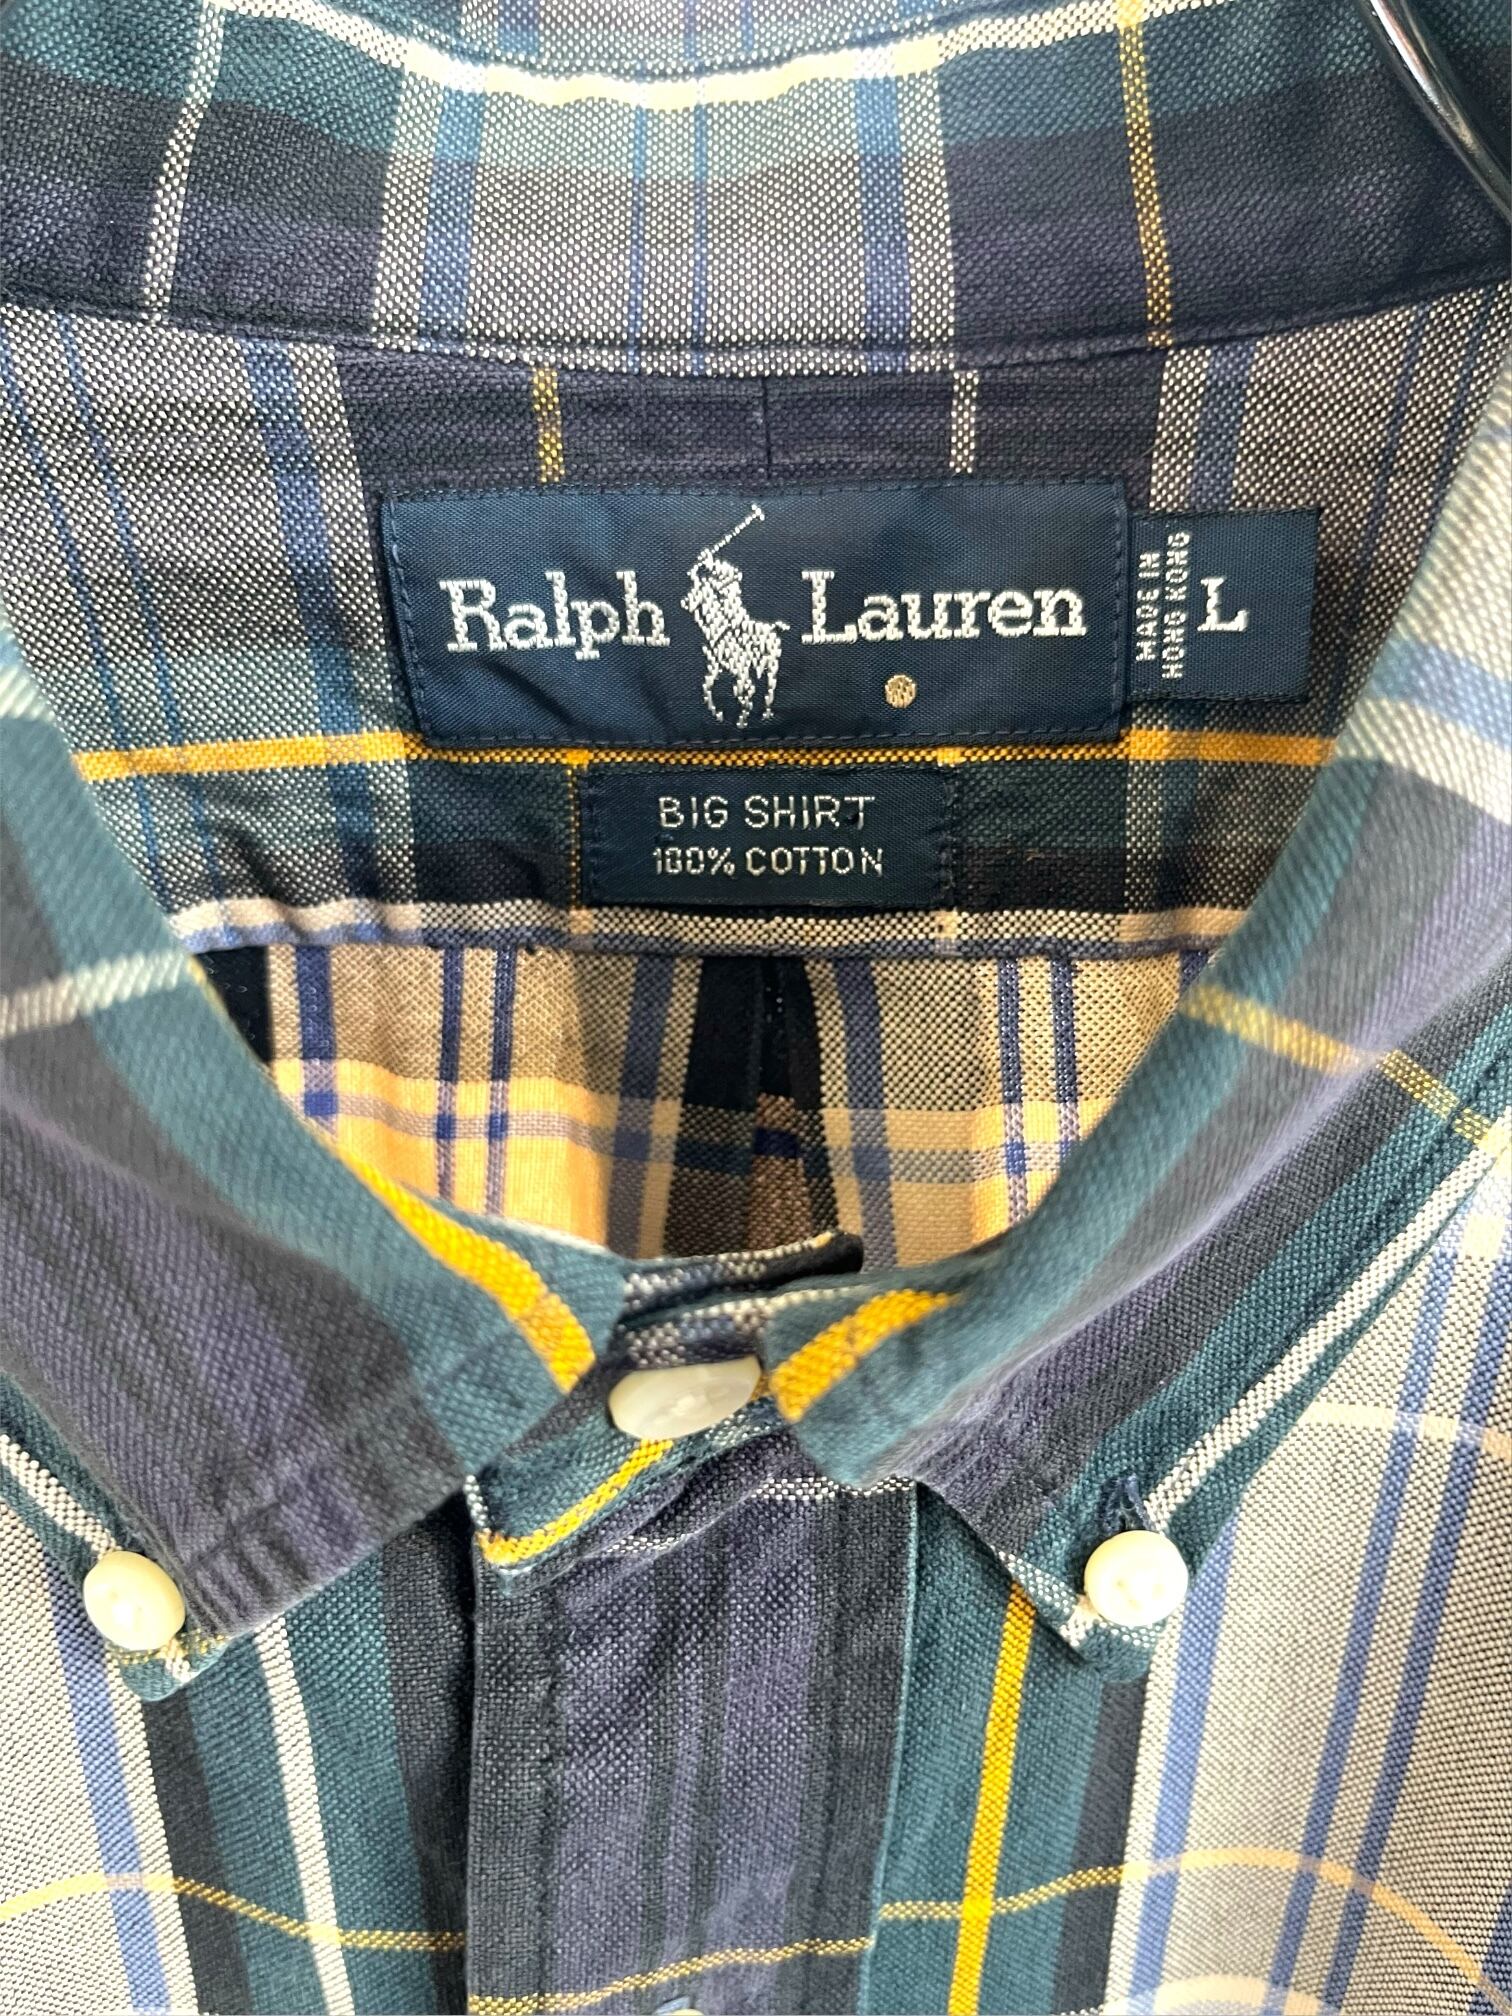 Ralph Lauren
MADE IN
HONG KONG
L
BIG SHIRT
100% COTTON